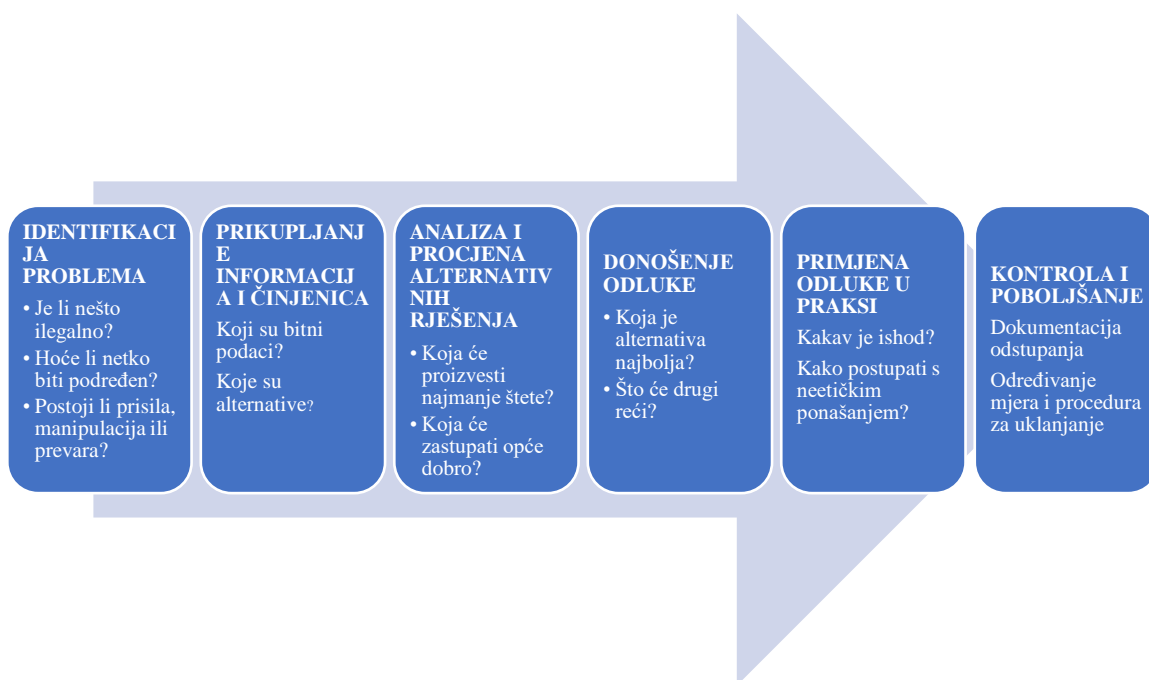 IDENTIFIKACI
JA
PROBLEMA
• Je li nešto
ilegalno?
• Hoće li netko
biti podređen?
• Postoji li prisila,
manipulacija ili
prevara?
PRIKUPLJANJ
E
INFORMACIJ
A I ČINJENICA
Koji su bitni
podaci?
Koje su
alternative?
ANALIZA I
PROCJENA
ALTERNATIV
NIH
RJEŠENJA
• Koja će
proizvesti
najmanje štete?
• Koja će
zastupati opće
dobro?
DONOŠENJE
ODLUKE
• Koja je
alternativa
najbolja?
• Što će drugi
reći?
PRIMJENA
ODLUKE U
PRAKSI
Kakav je ishod?
Kako postupati s
neetičkim
ponašanjem?
KONTROLA I
POBOLJŠANJE
Dokumentacija
odstupanja
Određivanje
mjera i procedura
za uklanjanje